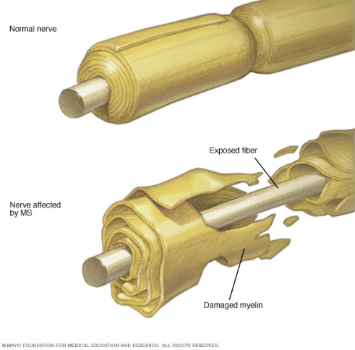 Normal nerve
Exposed fiber
Nerve affected
by MS
Damaged myelin
© MAYO FOUNDATION FOR MEDICAL EDUCATION AND RESEARCH. ALL RIGHTS RESERVED.